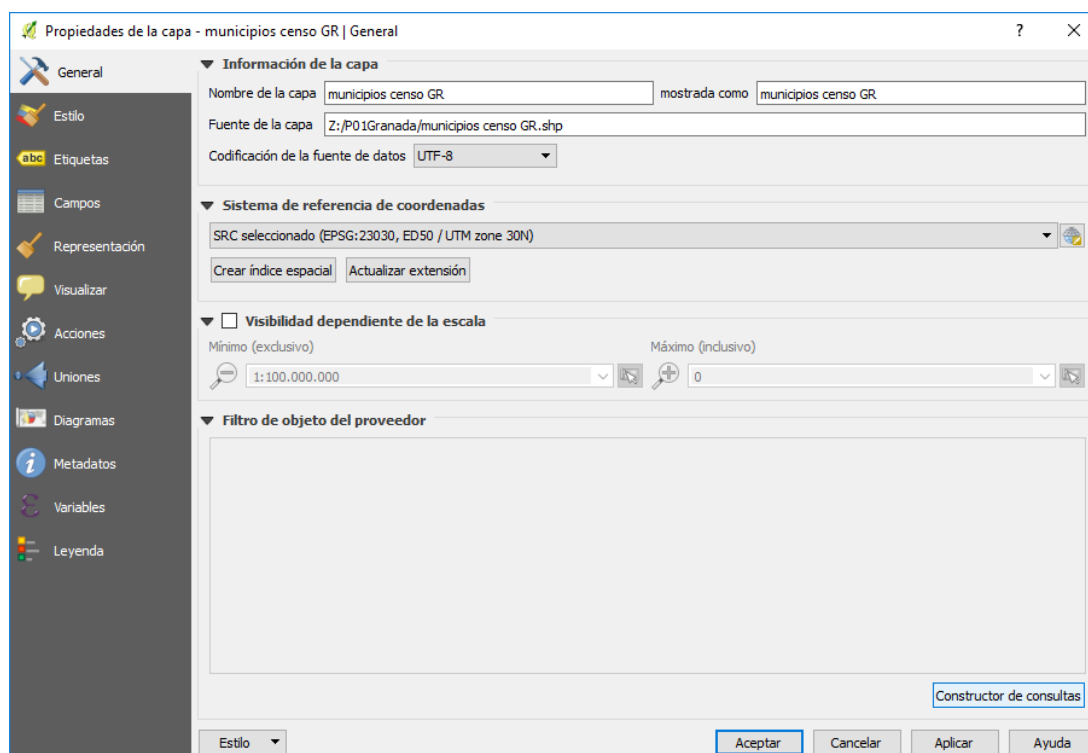 Propiedades de la capa - municipios censo GR | General ? X
General
Estilo
abc Etiquetas
Campos
Representación
Visualizar
Acciones
Uniones
Diagramas
Metadatos
Variables
Leyenda
Información de la capa
Nombre de la capa municipios censo GR mostrada como municipios censo GR
Fuente de la capa Z:/P01Granada/municipios censo GR.shp
Codificación de la fuente de datos UTF-8
Sistema de referencia de coordenadas
SRC seleccionado (EPSG:23030, ED50 / UTM zone 30N)
Crear índice espacial Actualizar extensión
Visibilidad dependiente de la escala
Mínimo (exclusivo) Máximo (inclusivo)
1:100.000.000 0
Filtro de objeto del proveedor
Constructor de consultas
Estilo Aceptar Cancelar Aplicar Ayuda